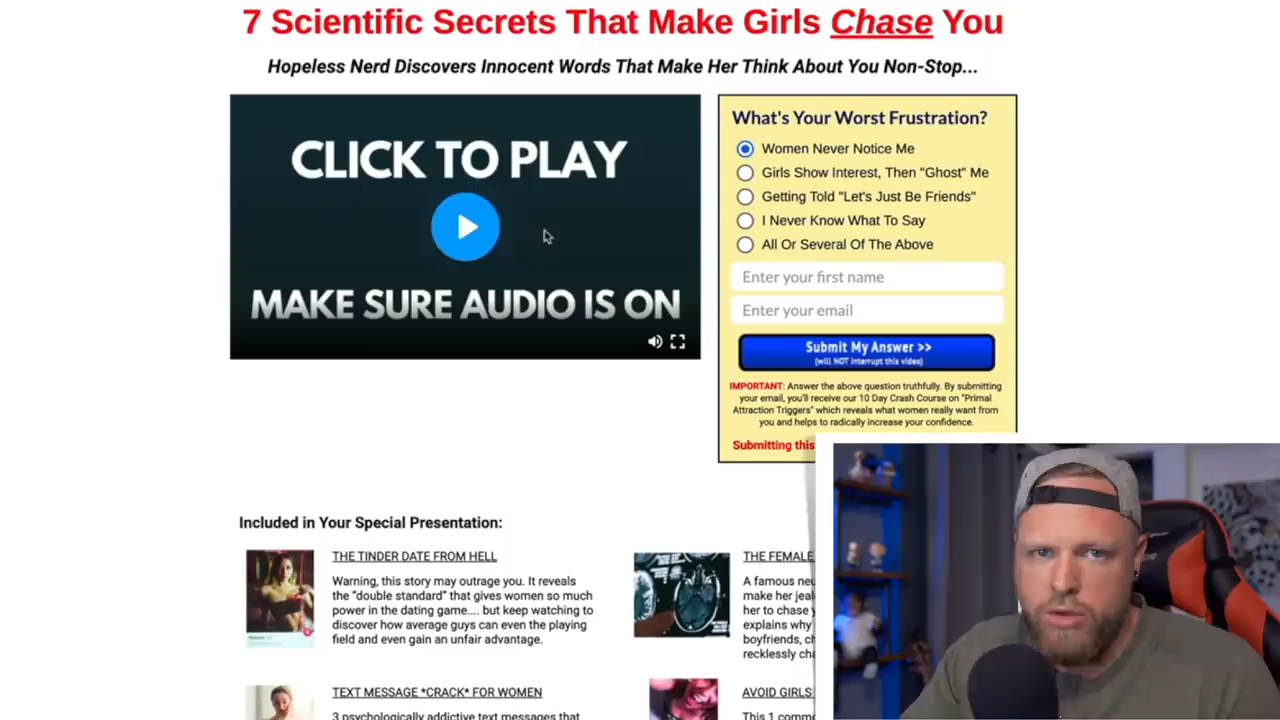 7 Scientific Secrets That Make Girls Chase You
Hopeless Nerd Discovers Innocent Words That Make Her Think About You Non-Stop...
CLICK TO PLAY
MAKE SURE AUDIO IS ON
What's Your Worst Frustration?
Women Never Notice Me
Girls Show Interest, Then "Ghost" Me
Getting Told "Let's Just Be Friends"
I Never Know What To Say
All Or Several Of The Above
Enter your first name
Enter your email
Submit My Answer >>
(will NOT interrupt this video)
IMPORTANT: Answer the above question truthfully. By submitting
your email, you'll receive our 10 Day Crash Course on "Primal
Attraction Triggers" which reveals what women really want from
you and helps to radically increase your confidence.
Submitting this
Included in Your Special Presentation:
THE TINDER DATE FROM HELL
Warning, this story may outrage you. It reveals
the "double standard" that gives women so much
power in the dating game.... but keep watching to
discover how average guys can even the playing
field and even gain an unfair advantage.
THE FEMALE
A famous
make her
her to chase
explains why
boyfriends,
recklessly
TEXT MESSAGE *CRACK* FOR WOMEN
3 psychologically addictive text messages that
AVOID GIRLS
This 1